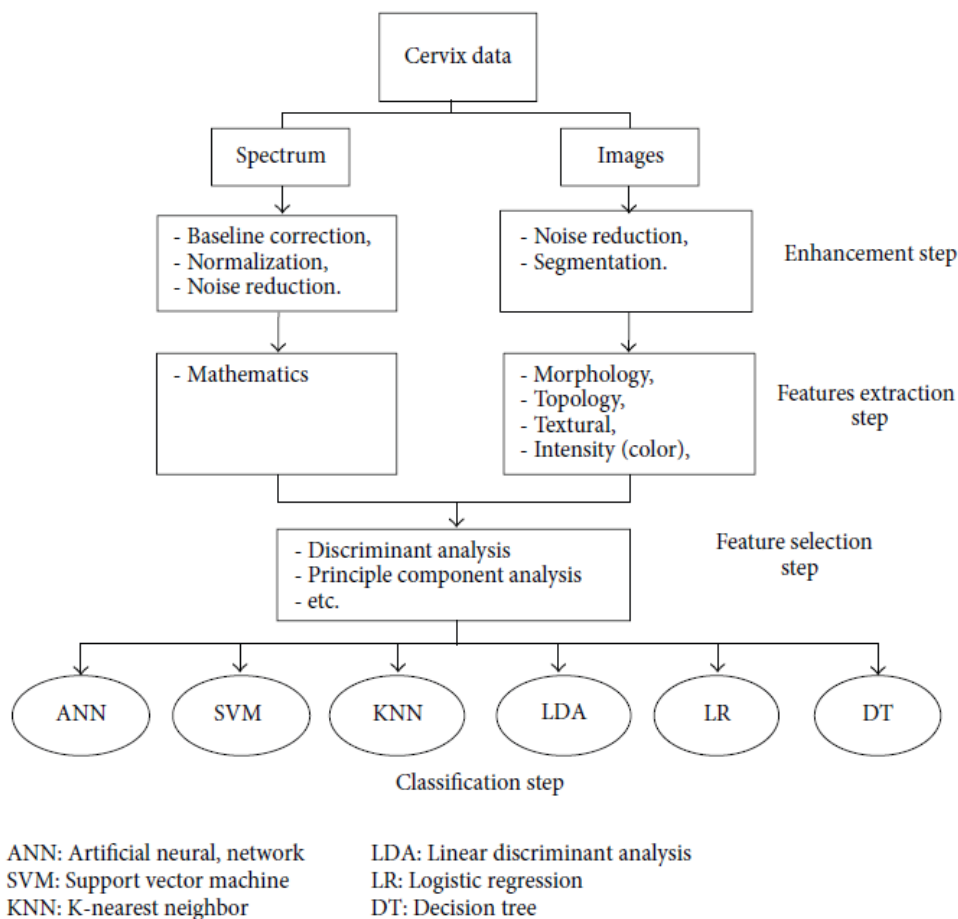 Cervix data
Spectrum
Images
- Baseline correction,
- Normalization,
- Noise reduction.
- Noise reduction,
- Segmentation.
Enhancement step
- Mathematics
- Morphology,
- Topology,
- Textural,
- Intensity (color),
Features extraction
step
- Discriminant analysis
- Principle component analysis
- etc.
Feature selection
step
ANN
SVM
KNN
LDA
LR
DT
Classification step
ANN: Artificial neural, network
SVM: Support vector machine
KNN: K-nearest neighbor
LDA: Linear discriminant analysis
LR: Logistic regression
DT: Decision tree